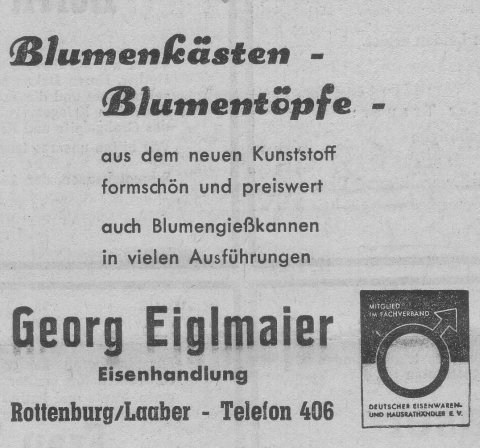 Blumenkästen -
Blumentöpfe -
aus dem neuen Kunststoff
formschön und preiswert
auch Blumengießkannen
in vielen Ausführungen
Georg Eiglmaier
Eisenhandlung
Rottenburg/Laaber - Telefon 406
MITGLIED
IM FACHVERBAND
DEUTSCHER EISENWAREN-
UND HAUSRATHÄNDLER E. V.